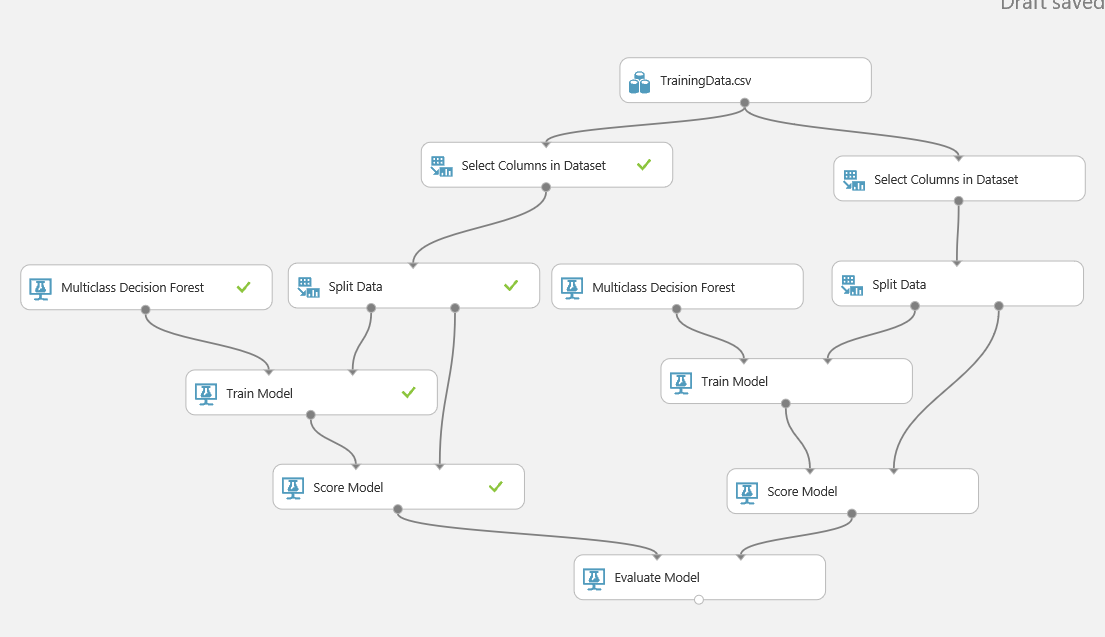 Draft saved
TrainingData.csv
Select Columns in Dataset
Select Columns in Dataset
Multiclass Decision Forest
Split Data
Multiclass Decision Forest
Split Data
Train Model
Train Model
Score Model
Score Model
Evaluate Model